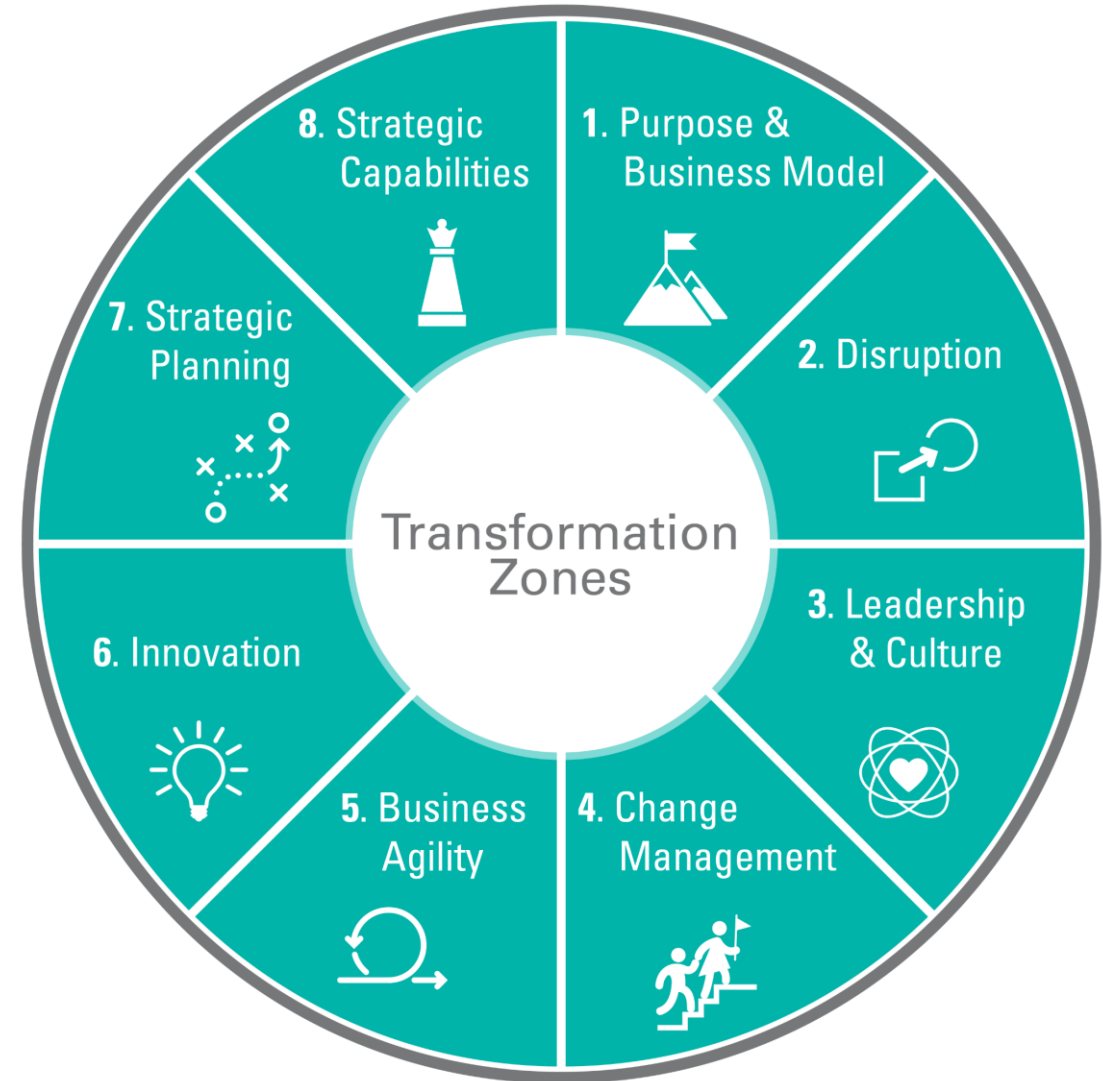 Transformation
Zones
1. Purpose &
Business Model
2. Disruption
3. Leadership
& Culture
4. Change
Management
5. Business
Agility
6. Innovation
7. Strategic
Planning
8. Strategic
Capabilities